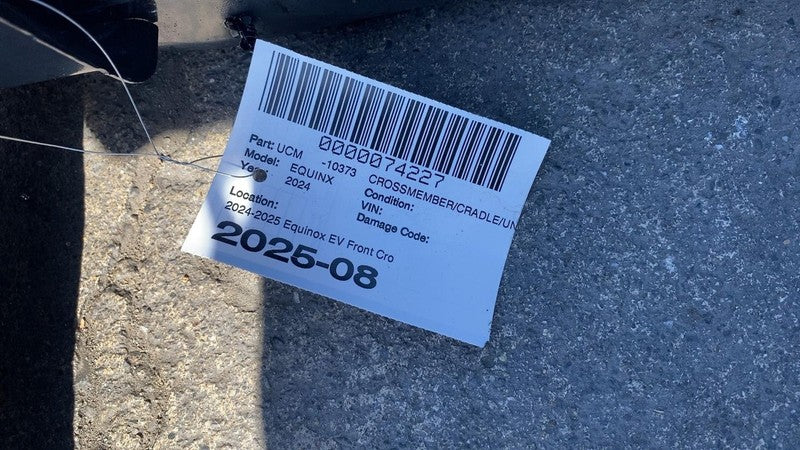 0000074227
Part: UCM -10373 CROSSMEMBER/CRADLE/UN
Model: EQUINX Condition:
Year: 2024 VIN:
Damage Code:
Location:
2024-2025 Equinox EV Front Cro
2025-08